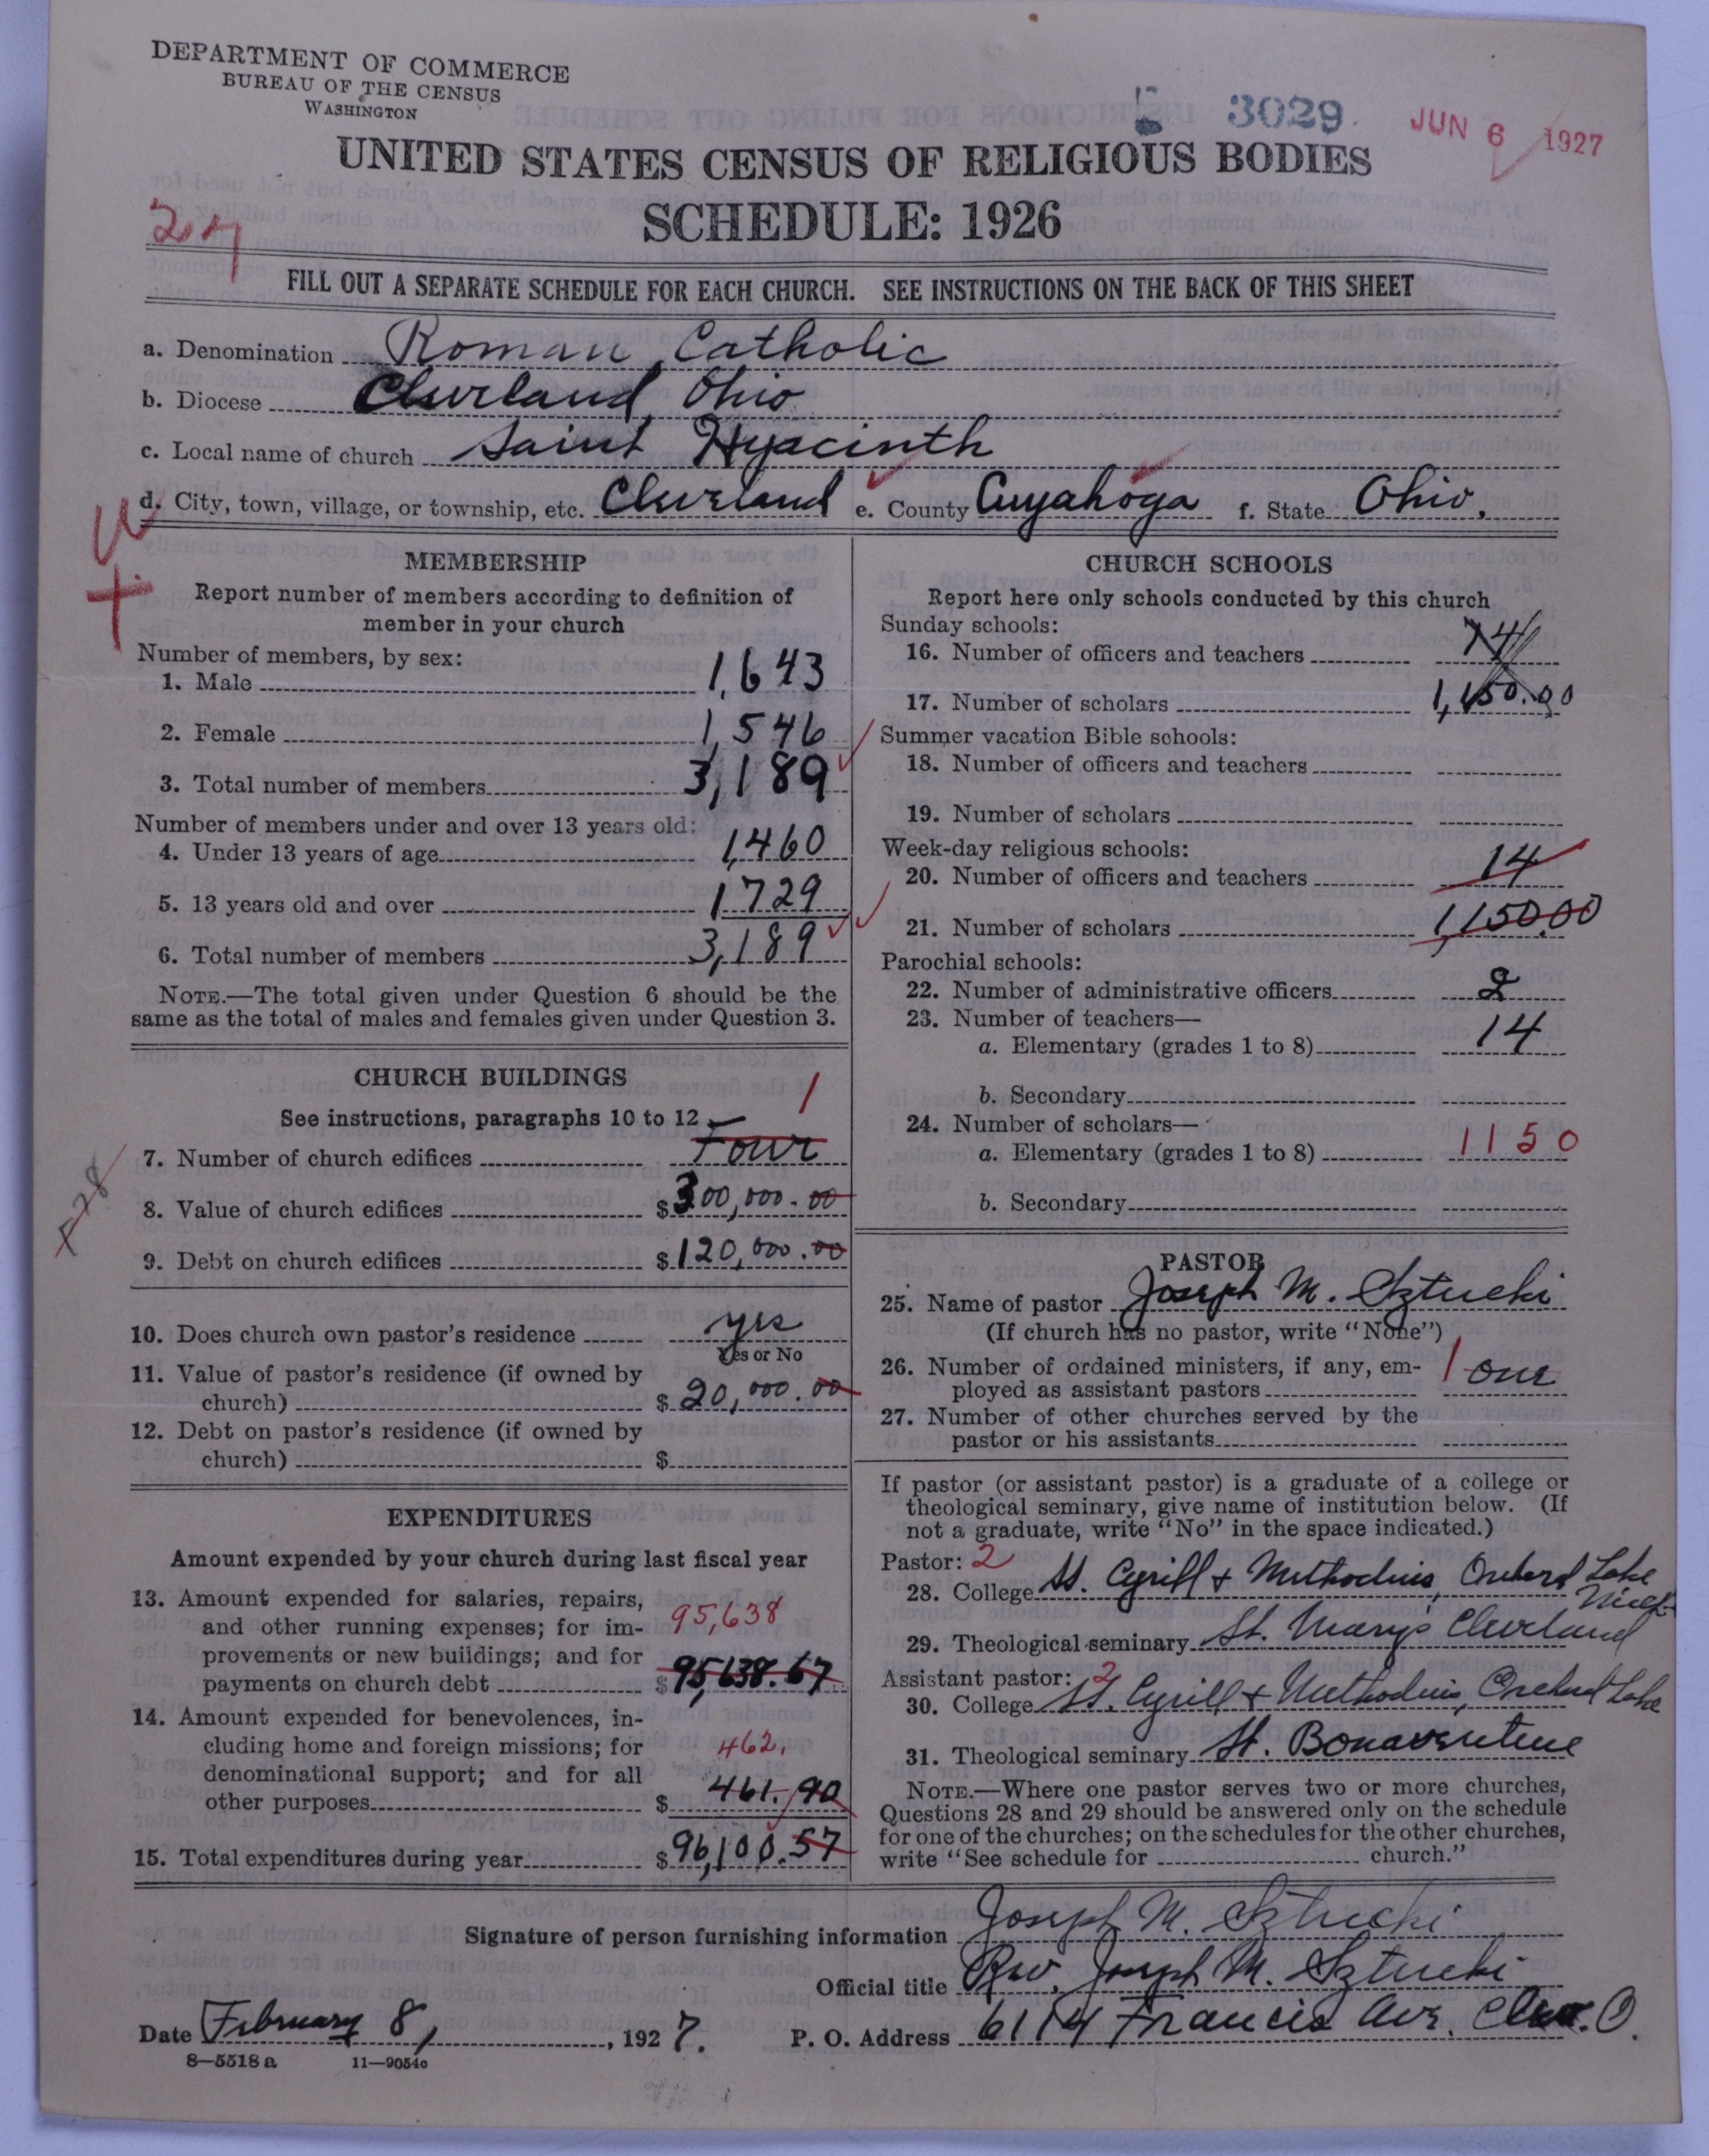 DEPARTMENT OF COMMERCE
BUREAU OF THE CENSUS
WASHINGTON
3029
JUN 6 1927
UNITED STATES CENSUS OF RELIGIOUS BODIES
SCHEDULE: 1926
FILL OUT A SEPARATE SCHEDULE FOR EACH CHURCH. SEE INSTRUCTIONS ON THE BACK OF THIS SHEET
a. Denomination Roman Catholic
b. Diocese Cleveland, Ohio
c. Local name of church Saint Hyacinth
d. City, town, village, or township, etc. Cleveland e. County Cuyahoga f. State Ohio.
MEMBERSHIP
Report number of members according to definition of
member in your church
Number of members, by sex:
1. Male 1,643
2. Female 1,546
3. Total number of members 3,189
Number of members under and over 13 years old:
4. Under 13 years of age 1,460
5. 13 years old and over 1729
6. Total number of members 3,189
NOTE.—The total given under Question 6 should be the
same as the total of males and females given under Question 3.
CHURCH BUILDINGS
See instructions, paragraphs 10 to 12
1
7. Number of church edifices Four
8. Value of church edifices $300,000.00
9. Debt on church edifices $120,000.00
10. Does church own pastor's residence yes
Yes or No
11. Value of pastor's residence (if owned by
church) $20,000.00
12. Debt on pastor's residence (if owned by
church) $
EXPENDITURES
Amount expended by your church during last fiscal year
13. Amount expended for salaries, repairs,
and other running expenses; for im- 95,638
provements or new buildings; and for
payments on church debt $95,638.67
14. Amount expended for benevolences, in-
cluding home and foreign missions; for 462.
denominational support; and for all
other purposes $461.90
15. Total expenditures during year $96,100.57
CHURCH SCHOOLS
Report here only schools conducted by this church
Sunday schools:
16. Number of officers and teachers 14
17. Number of scholars 1,150.00
Summer vacation Bible schools:
18. Number of officers and teachers
19. Number of scholars
Week-day religious schools:
20. Number of officers and teachers 14
21. Number of scholars 1,150.00
Parochial schools:
22. Number of administrative officers 2
23. Number of teachers—
a. Elementary (grades 1 to 8) 14
b. Secondary
24. Number of scholars—
a. Elementary (grades 1 to 8) 1150
b. Secondary
PASTOR
25. Name of pastor Joseph M. Sztucki
(If church has no pastor, write "None")
26. Number of ordained ministers, if any, em- 1 one
ployed as assistant pastors
27. Number of other churches served by the
pastor or his assistants
If pastor (or assistant pastor) is a graduate of a college or
theological seminary, give name of institution below. (If
not a graduate, write "No" in the space indicated.)
Pastor: 2
28. College St. Cyrill & Methodius, Orchard Lake
Mich.
29. Theological seminary St. Mary's Cleveland
Assistant pastor: 2
30. College St. Cyrill & Methodius, Orchard Lake
31. Theological seminary St. Bonaventure
NOTE.—Where one pastor serves two or more churches,
Questions 28 and 29 should be answered only on the schedule
for one of the churches; on the schedules for the other churches,
write "See schedule for church."
Signature of person furnishing information Joseph M. Sztucki
Official title Rev. Joseph M. Sztucki
Date February 8, 1927. P. O. Address 6114 Francis Ave. Clev. O.
8—5518 a 11—9054c